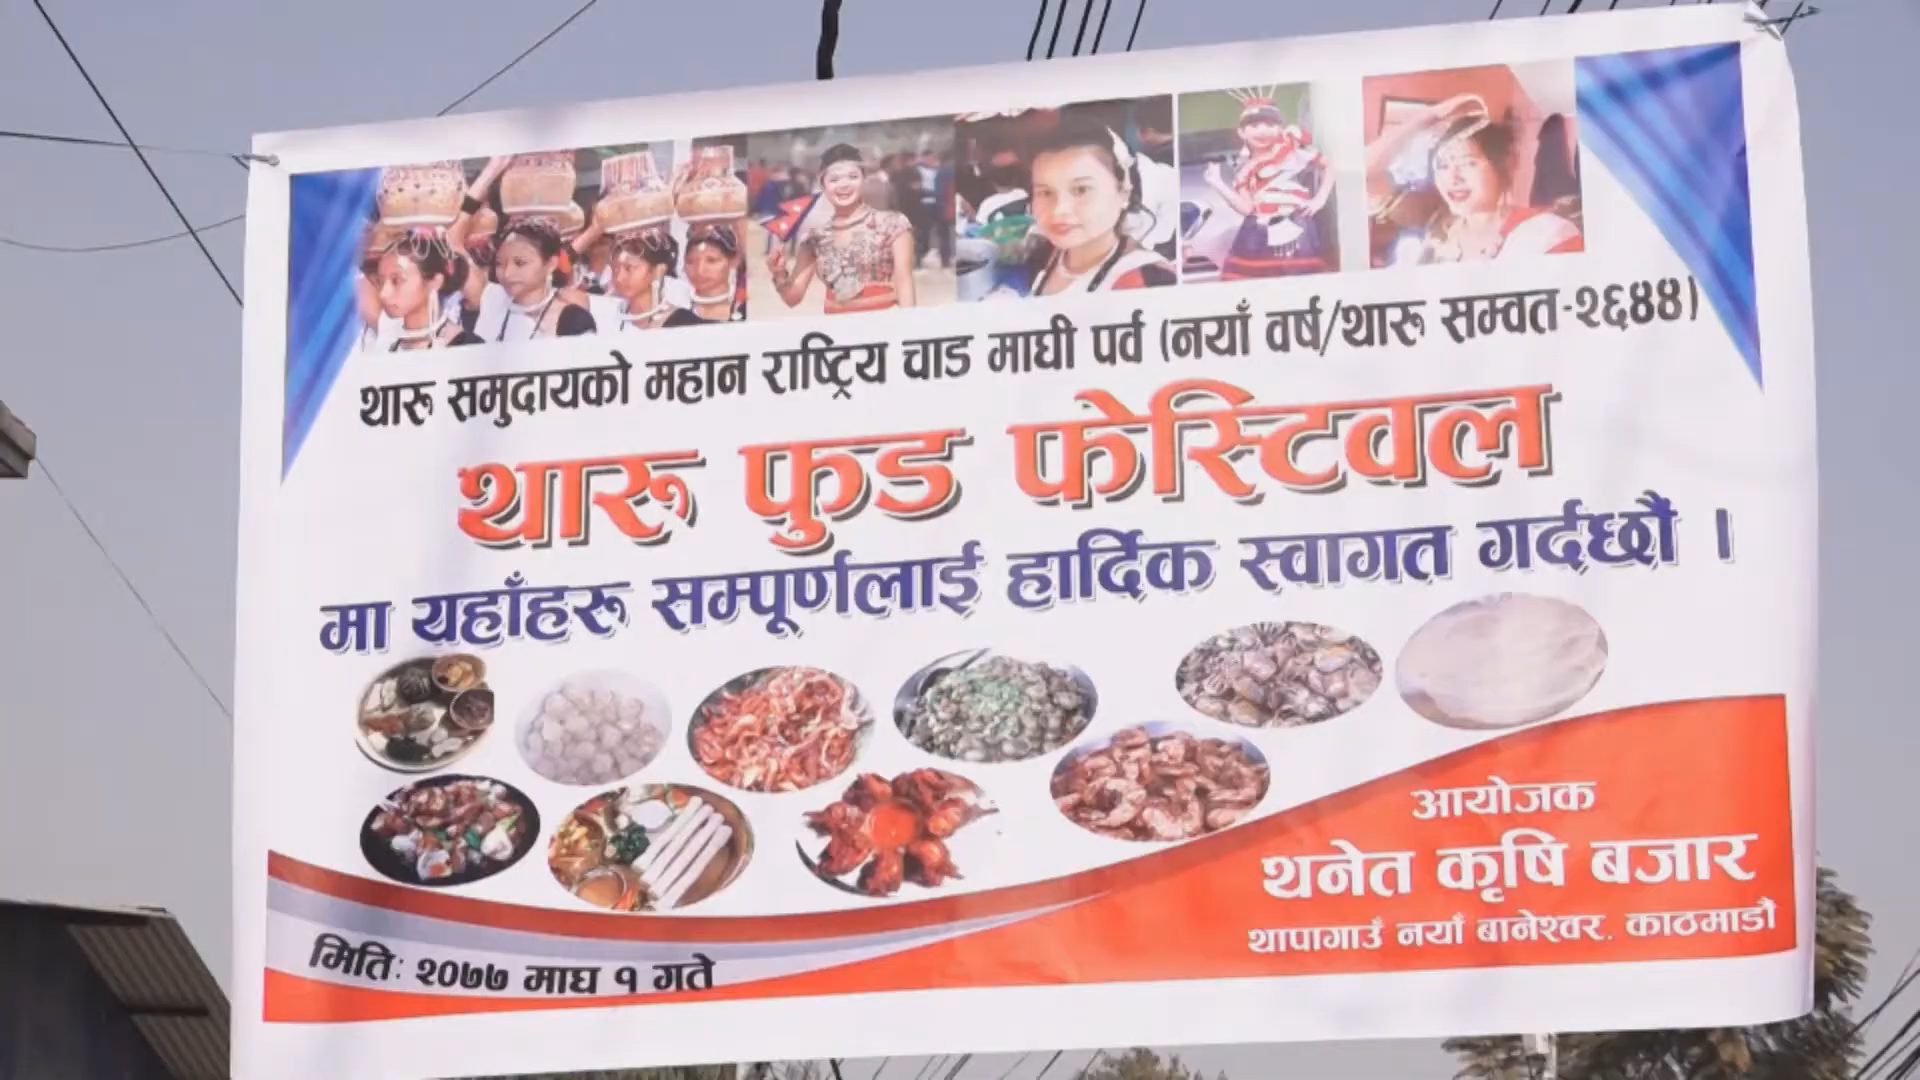 थारू समुदायको महान राष्ट्रिय चाड माघी पर्व (नयाँ वर्ष/थारू सम्वत-२६४४)
थारू फुड फेस्टिवल
मा यहाँहरू सम्पूर्णलाई हार्दिक स्वागत गर्दछौं ।
आयोजक
थनेत कृषि बजार
थापागाउँ नयाँ बानेश्वर, काठमाडौं
मिति: २०७७ माघ १ गते